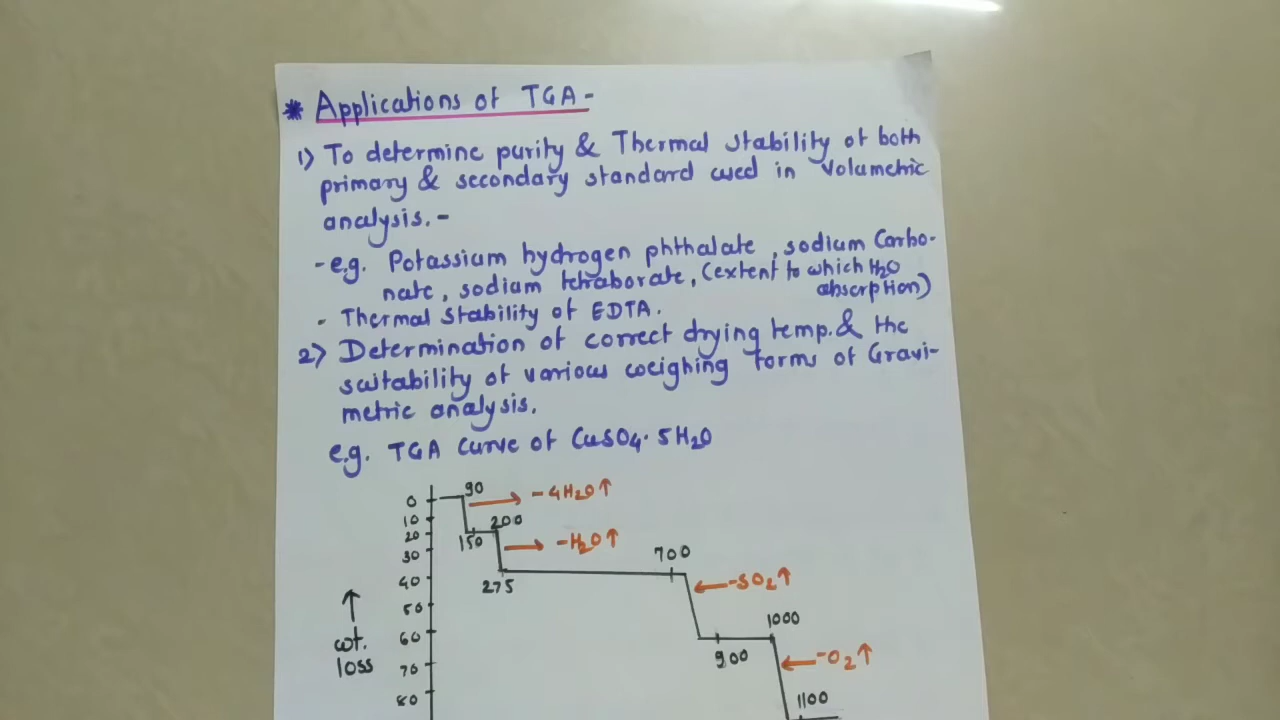 * Applications of TGA -
1) To determine purity & Thermal stability of both
primary & secondary standard used in volumetric
analysis. -
- e.g. Potassium hydrogen phthalate, sodium Carbo-
nate, sodium tetraborate, (extent to which H2O
absorption)
- Thermal Stability of EDTA.
2) Determination of correct drying temp. & the
suitability of various weighing forms of Gravi-
metric analysis.
e.g. TGA curve of CuSO4·5H2O
0 90 -4H2O↑
10 200
20 150 -H2O↑
30 700
40 275 -SO2↑
50
60 1000
↑ wt. loss
900 -O2↑
70
80 1100